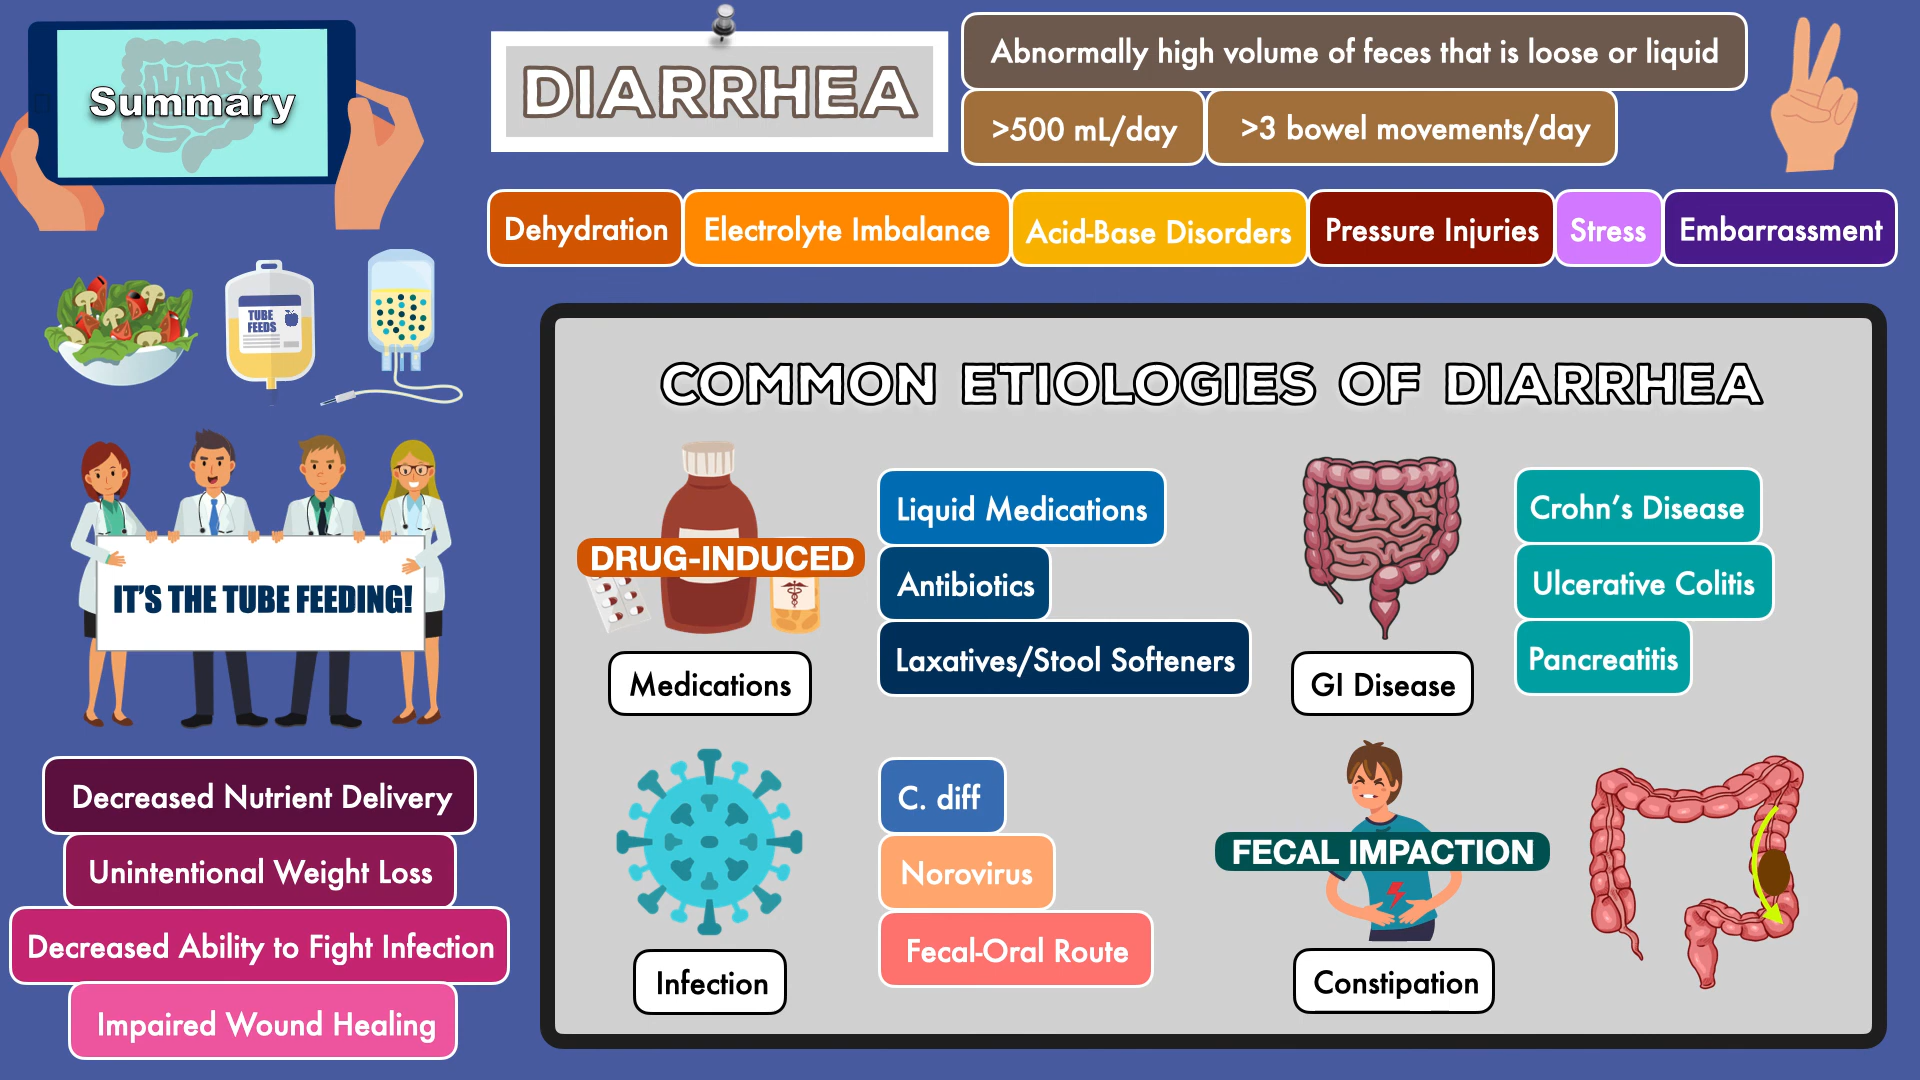 Summary
DIARRHEA
Abnormally high volume of feces that is loose or liquid
>500 mL/day
>3 bowel movements/day
Dehydration
Electrolyte Imbalance
Acid-Base Disorders
Pressure Injuries
Stress
Embarrassment
TUBE
FEEDS
IT'S THE TUBE FEEDING!
Decreased Nutrient Delivery
Unintentional Weight Loss
Decreased Ability to Fight Infection
Impaired Wound Healing
COMMON ETIOLOGIES OF DIARRHEA
DRUG-INDUCED
Medications
Liquid Medications
Antibiotics
Laxatives/Stool Softeners
GI Disease
Crohn's Disease
Ulcerative Colitis
Pancreatitis
Infection
C. diff
Norovirus
Fecal-Oral Route
FECAL IMPACTION
Constipation